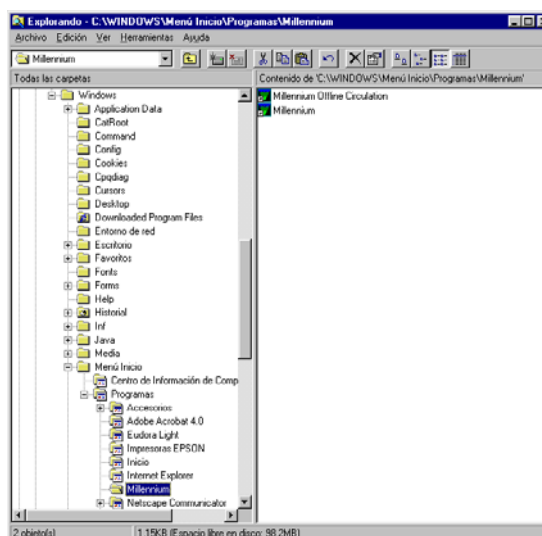 Explorando - C:\WINDOWS\Menú Inicio\Programas\Millennium
Archivo Edición Ver Herramientas Ayuda
Millennium
Todas las carpetas
Contenido de 'C:\WINDOWS\Menú Inicio\Programas\Millennium'
Windows
Application Data
CatRoot
Command
Config
Cookies
Cpqdiag
Cursors
Desktop
Downloaded Program Files
Entorno de red
Escritorio
Favoritos
Fonts
Forms
Help
Historial
Inf
Java
Media
Menú Inicio
Centro de Información de Comp
Programas
Accesorios
Adobe Acrobat 4.0
Eudora Light
Impresoras EPSON
Inicio
Internet Explorer
Millennium
Netscape Communicator
Millennium Offline Circulation
Millennium
2 objeto(s)
1.15KB (Espacio libre en disco: 98.2MB)